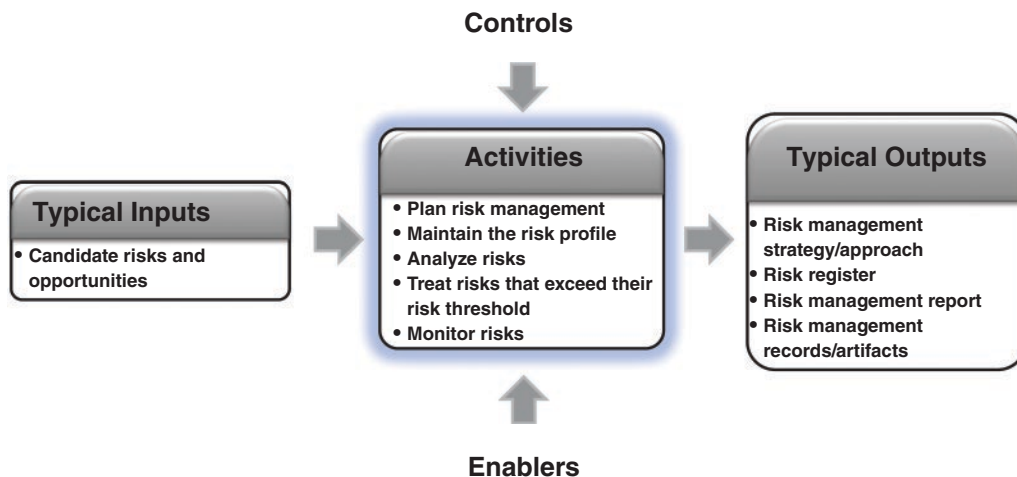 Controls
Typical Inputs
• Candidate risks and
opportunities
Activities
• Plan risk management
• Maintain the risk profile
• Analyze risks
• Treat risks that exceed their
risk threshold
• Monitor risks
Typical Outputs
• Risk management
strategy/approach
• Risk register
• Risk management report
• Risk management
records/artifacts
Enablers